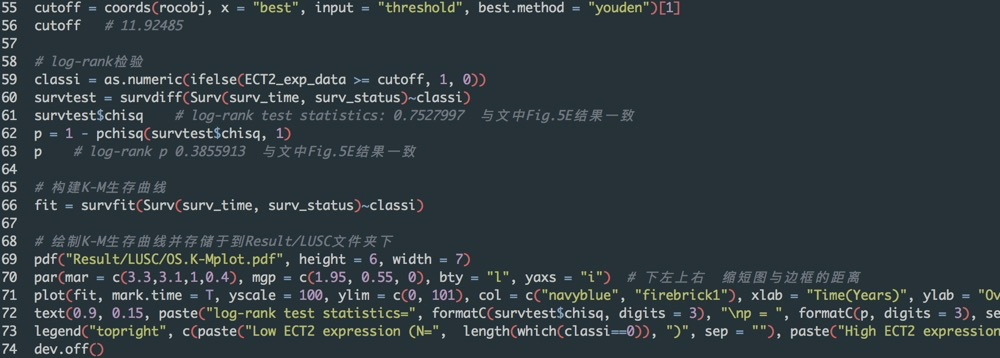 55 cutoff = coords(rocobj, x = "best", input = "threshold", best.method = "youden")[1]
56 cutoff   # 11.92485
57
58 # log-rank检验
59 classi = as.numeric(ifelse(ECT2_exp_data >= cutoff, 1, 0))
60 survtest = survdiff(Surv(surv_time, surv_status)~classi)
61 survtest$chisq    # log-rank test statistics: 0.7527997  与文中Fig.5E结果一致
62 p = 1 - pchisq(survtest$chisq, 1)
63 p    # log-rank p 0.3855913  与文中Fig.5E结果一致
64
65 # 构建K-M生存曲线
66 fit = survfit(Surv(surv_time, surv_status)~classi)
67
68 # 绘制K-M生存曲线并存储于到Result/LUSC文件夹下
69 pdf("Result/LUSC/OS.K-Mplot.pdf", height = 6, width = 7)
70 par(mar = c(3.3,3.1,1,0.4), mgp = c(1.95, 0.55, 0), bty = "l", yaxs = "i")  # 下左上右  缩短图与边框的距离
71 plot(fit, mark.time = T, yscale = 100, ylim = c(0, 101), col = c("navyblue", "firebrick1"), xlab = "Time(Years)", ylab = "Ov
72 text(0.9, 0.15, paste("log-rank test statistics=", formatC(survtest$chisq, digits = 3), "\np = ", formatC(p, digits = 3), se
73 legend("topright", c(paste("Low ECT2 expression (N=",  length(which(classi==0)), ")", sep = ""), paste("High ECT2 expression
74 dev.off()